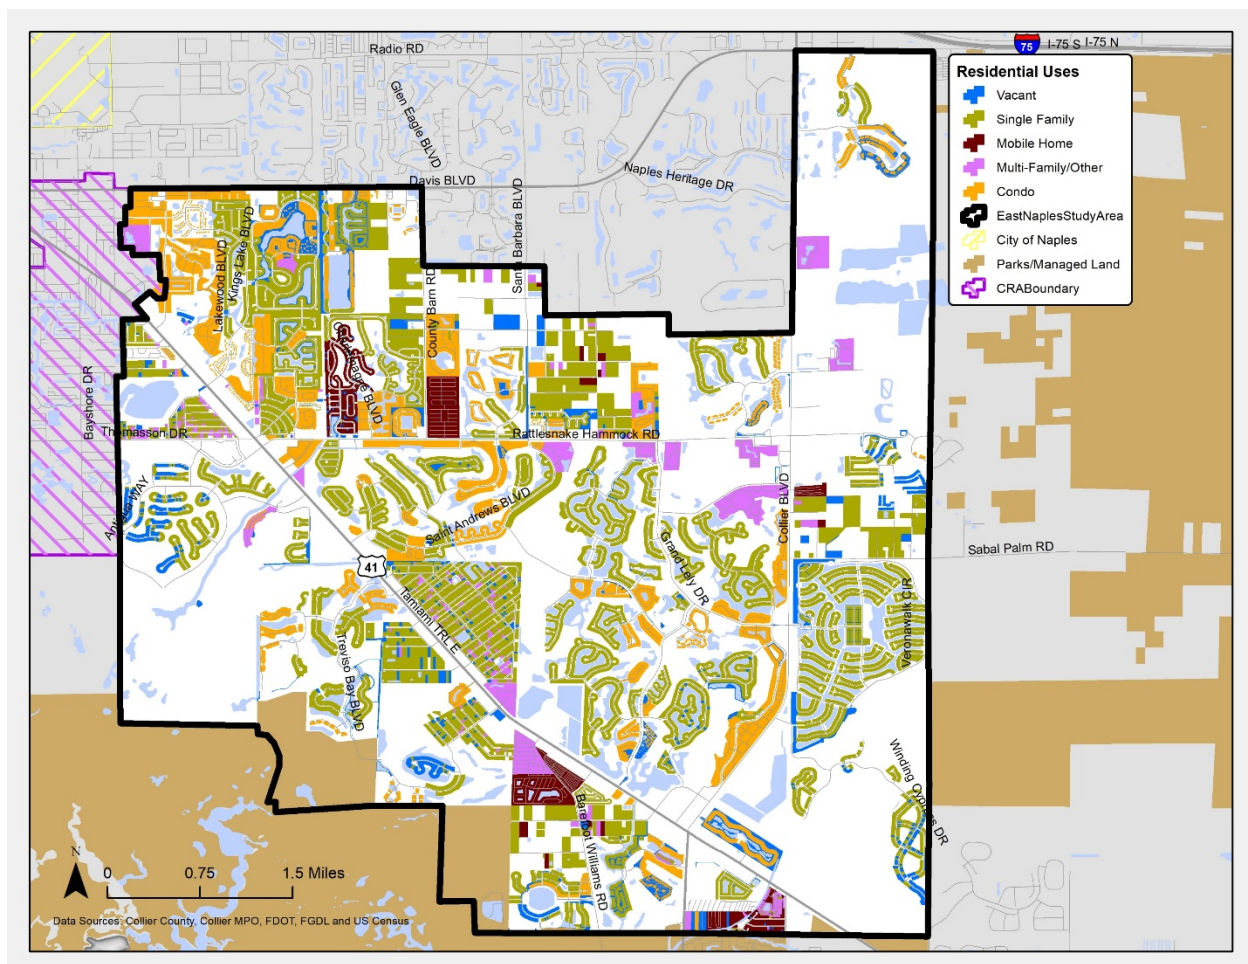 Radio RD
75
I-75 S
I-75 N
Residential Uses
Vacant
Single Family
Mobile Home
Multi-Family/Other
Condo
EastNaplesStudyArea
City of Naples
Parks/Managed Land
CRABoundary
Glen Eagle BLVD
Davis BLVD
Naples Heritage DR
Santa Barbara BLVD
Lakewood BLVD
Kings Lake BLVD
County Barn RD
Bayshore DR
Thomasson DR
Rattlesnake Hammock RD
Saint Andrews BLVD
Collier BLVD
Grand Lely DR
Sabal Palm RD
41
Tamiami TRL E
Veronawalk CIR
Treviso Bay BLVD
Winding Cypress DR
Barefoot Williams RD
N
0 0.75 1.5 Miles
Data Sources: Collier County, Collier MPO, FDOT, FGDL and US Census